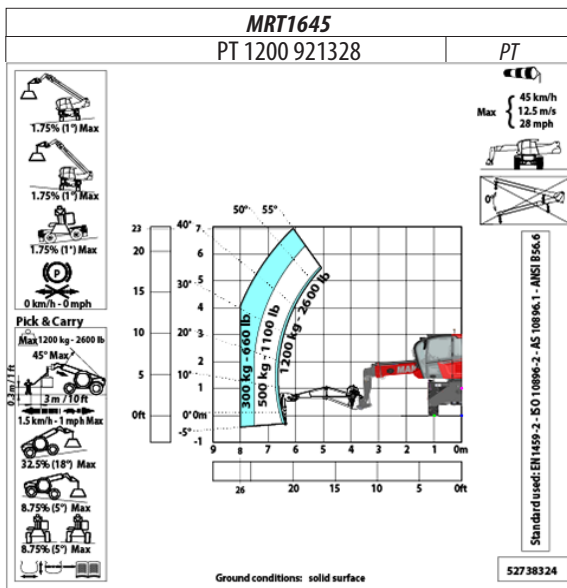 MRT1645
PT 1200 921328
PT
1.75% (1°) Max
1.75% (1°) Max
1.75% (1°) Max
P
0 km/h - 0 mph
Pick & Carry
Max 1200 kg - 2600 lb
45° Max
0.3 m / 1 ft
3 m / 10 ft
1.5 km/h - 1 mph Max
32.5% (18°) Max
8.75% (5°) Max
8.75% (5°) Max
Max
45 km/h
12.5 m/s
28 mph
0°
Standard used: EN 1459-2 - ISO 10896-2 - AS 10896.1 - ANSI B56.6
52738324
50°
55°
40°
30°
20°
10°
0°
-5°
23
20
15
10
5
0ft
7
6
5
4
3
2
1
0m
-1
300 kg - 660 lb
500 kg - 1100 lb
1200 kg - 2600 lb
MAN
9 8 7 6 5 4 3 2 1 0m
26 20 15 10 5 0ft
Ground conditions: solid surface